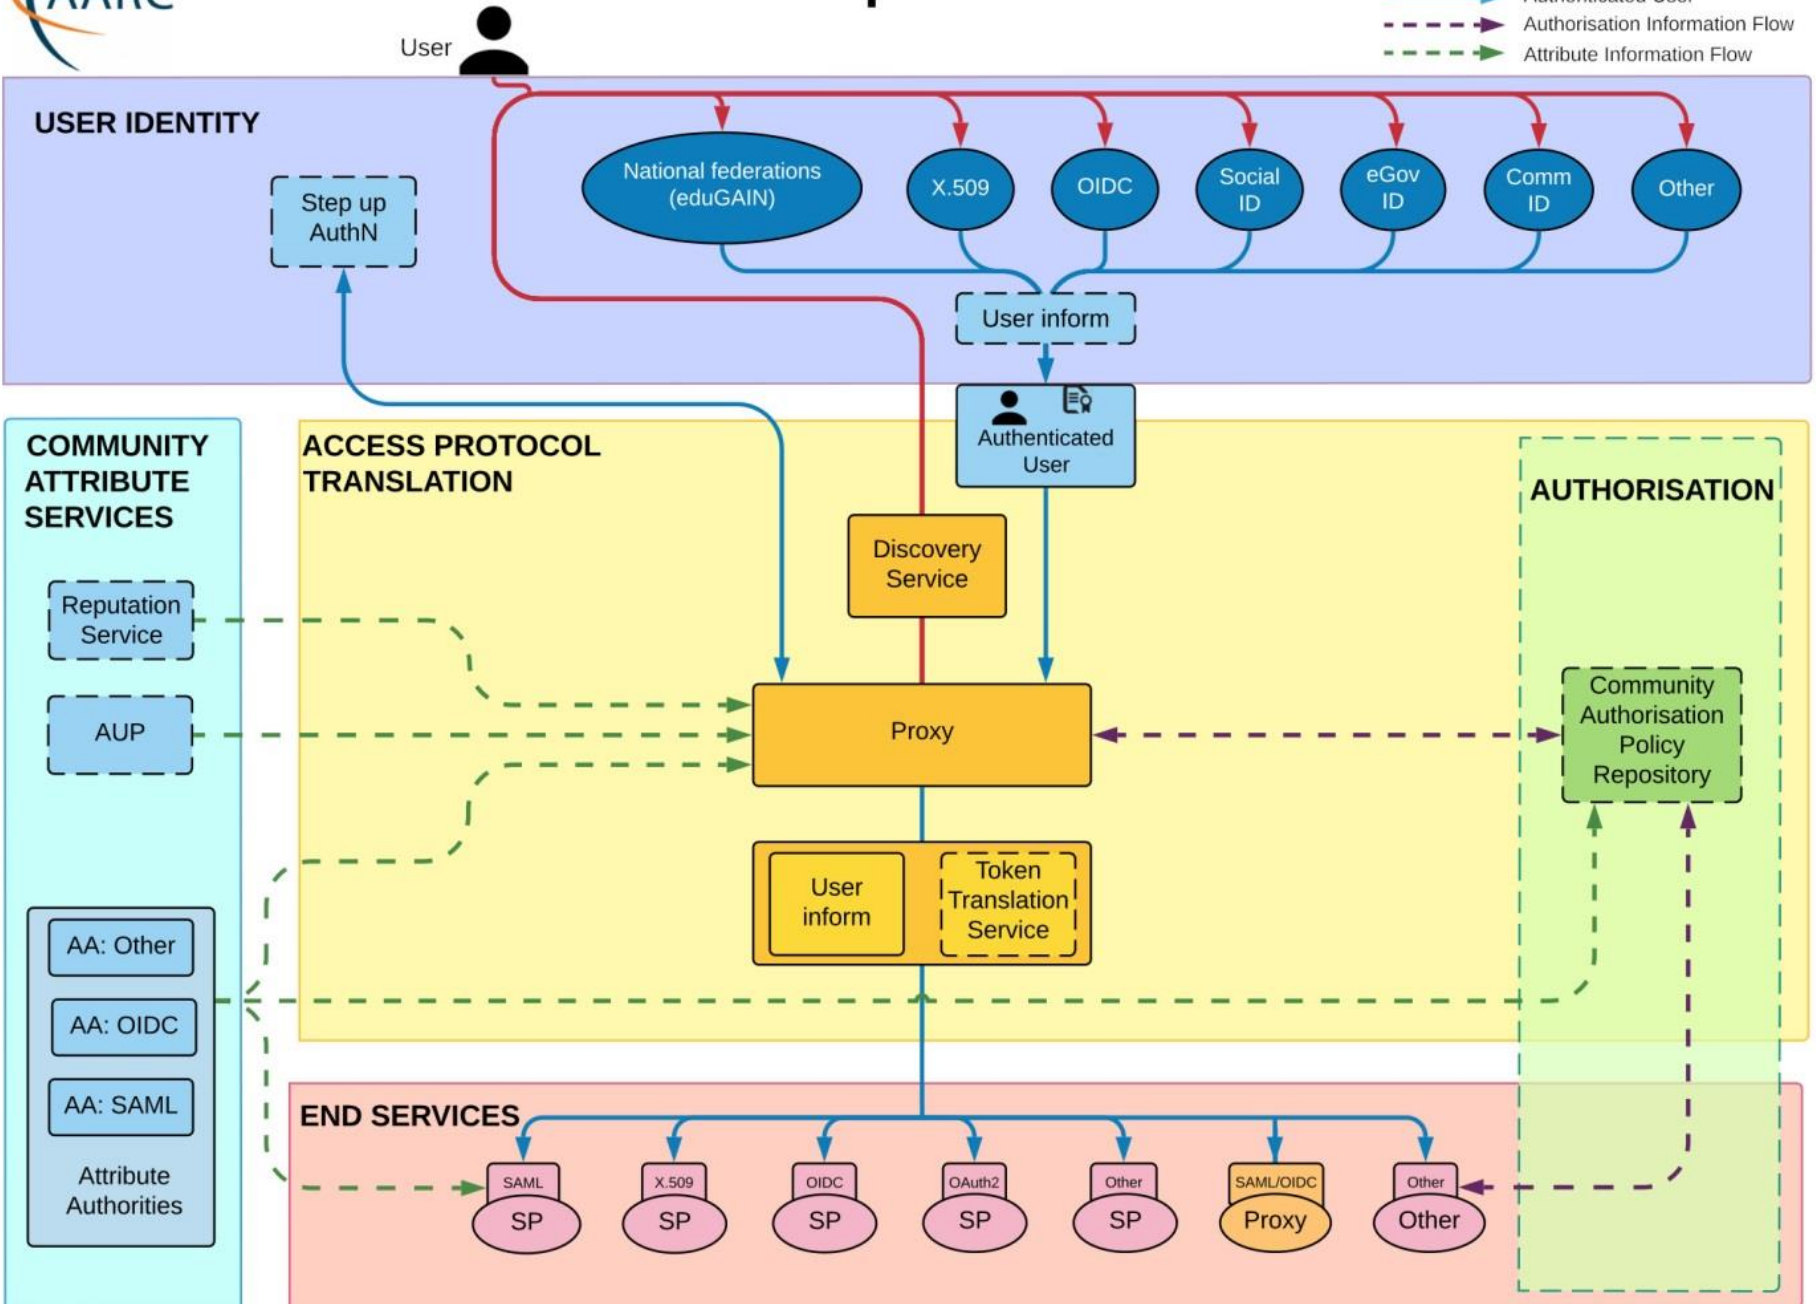 User
Authorisation Information Flow
Attribute Information Flow
USER IDENTITY
Step up
AuthN
National federations
(eduGAIN)
X.509
OIDC
Social
ID
eGov
ID
Comm
ID
Other
User inform
Authenticated
User
COMMUNITY
ATTRIBUTE
SERVICES
ACCESS PROTOCOL
TRANSLATION
AUTHORISATION
Discovery
Service
Reputation
Service
AUP
Proxy
Community
Authorisation
Policy
Repository
User
inform
Token
Translation
Service
AA: Other
AA: OIDC
AA: SAML
Attribute
Authorities
END SERVICES
SAML
SP
X.509
SP
OIDC
SP
OAuth2
SP
Other
SP
SAML/OIDC
Proxy
Other
Other